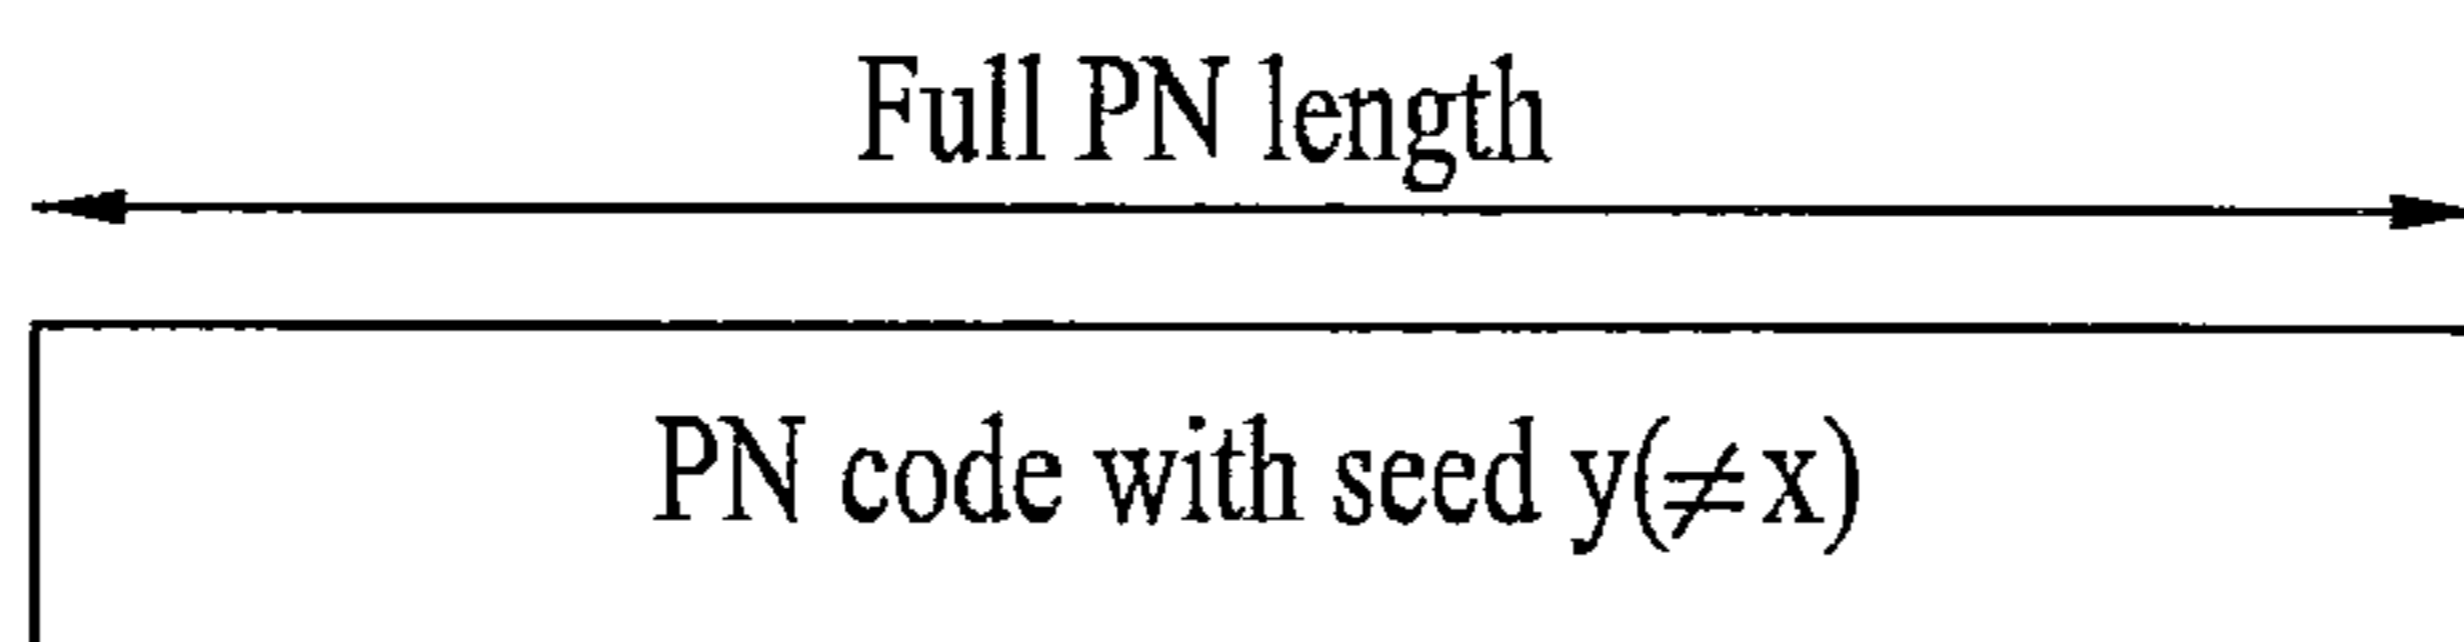 Full PN length
PN code with seed y(≠x)